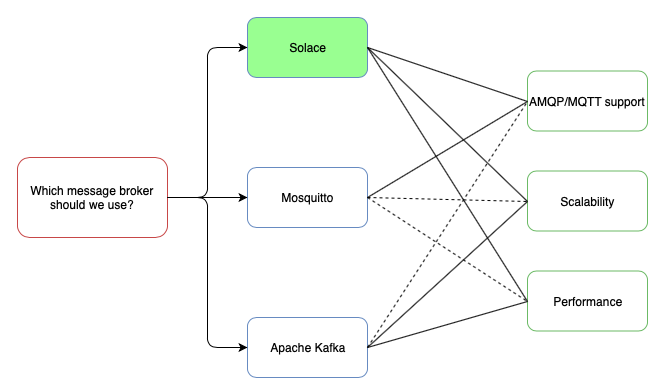 Which message broker
should we use?
Solace
Mosquitto
Apache Kafka
AMQP/MQTT support
Scalability
Performance